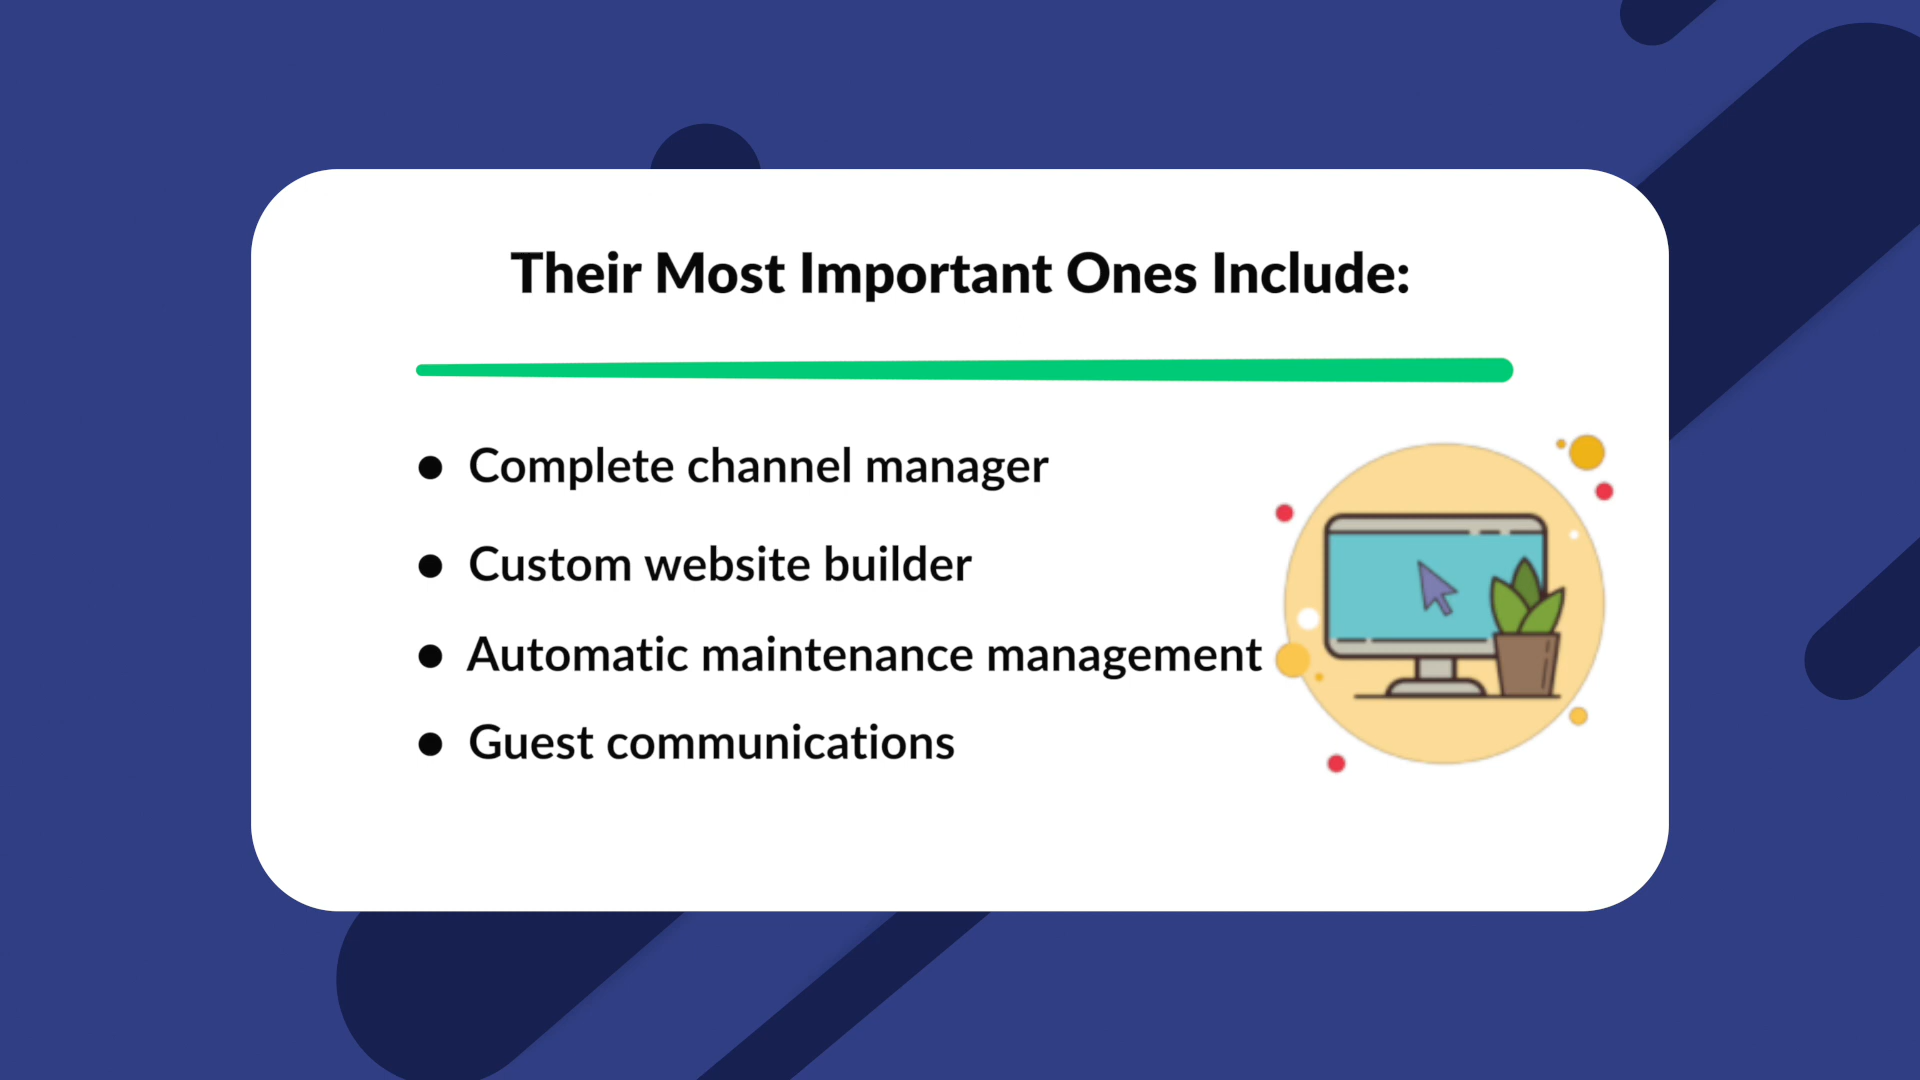 Their Most Important Ones Include:
● Complete channel manager
● Custom website builder
● Automatic maintenance management
● Guest communications